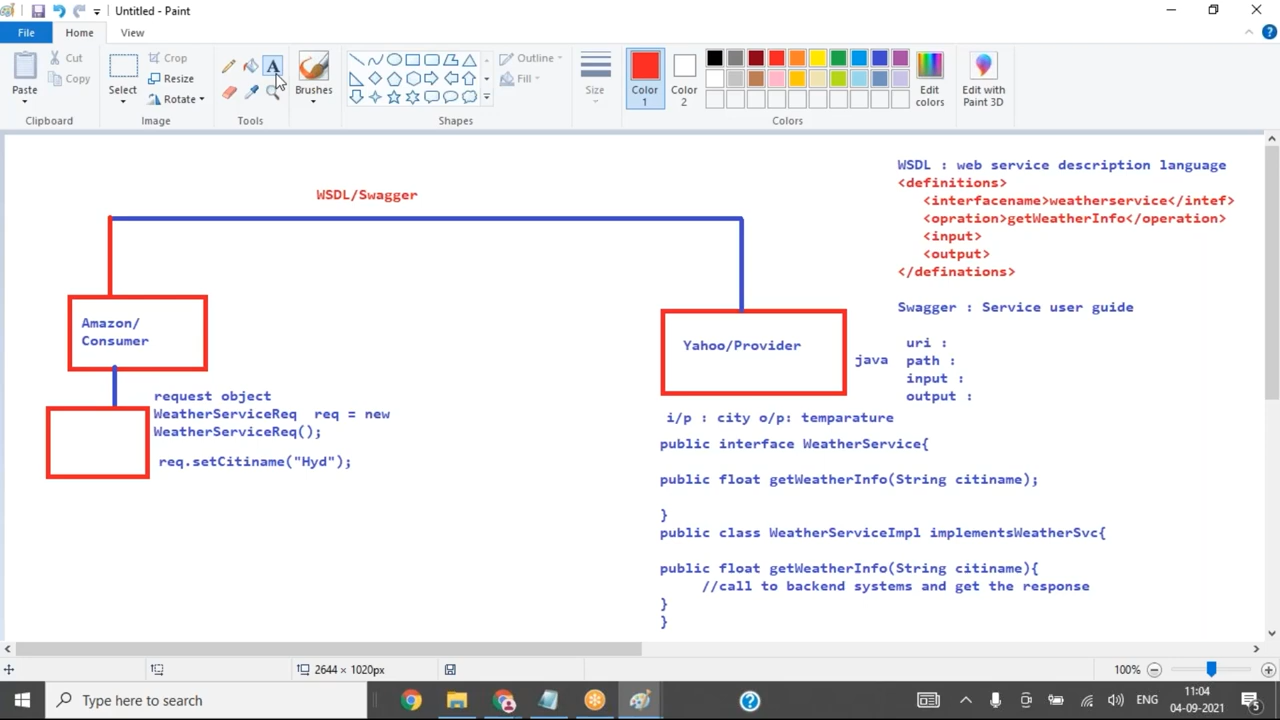 Untitled - Paint
File
Home
View
Paste
Cut
Copy
Clipboard
Select
Crop
Resize
Rotate
Image
A
Tools
Brushes
Outline
Fill
Shapes
Size
Color
1
Color
2
Edit
colors
Colors
Edit with
Paint 3D
WSDL/Swagger
Amazon/
Consumer
request object
WeatherServiceReq req = new
WeatherServiceReq();
req.setCitiname("Hyd");
Yahoo/Provider
java
i/p : city o/p: temparature
public interface WeatherService{
public float getWeatherInfo(String citiname);
}
public class WeatherServiceImpl implementsWeatherSvc{
public float getWeatherInfo(String citiname){
//call to backend systems and get the response
}
}
WSDL : web service description language
<definitions>
<interfacename>weatherservice</intef>
<opration>getWeatherInfo</operation>
<input>
<output>
</definations>
Swagger : Service user guide
uri :
path :
input :
output :
2644 × 1020px
100%
Type here to search
ENG
11:04
04-09-2021
5